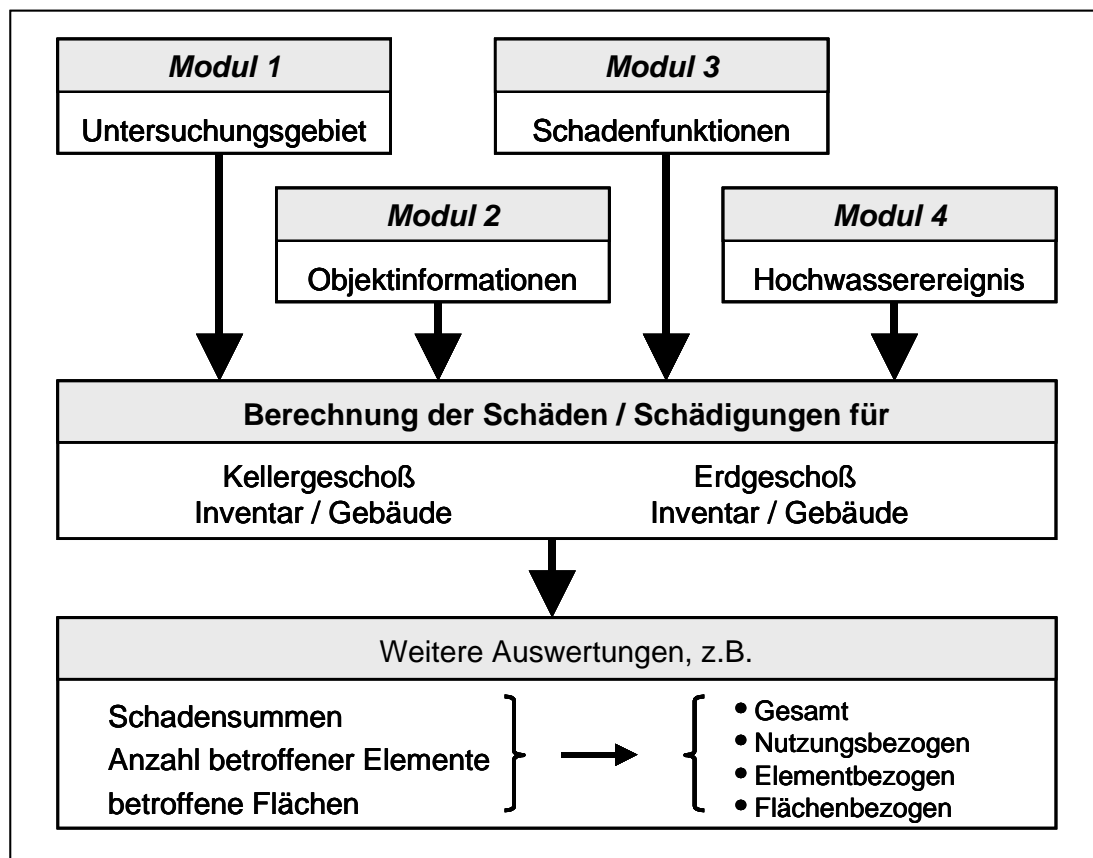 Modul 1
Untersuchungsgebiet
Modul 3
Schadenfunktionen
Modul 2
Objektinformationen
Modul 4
Hochwasserereignis
Berechnung der Schäden / Schädigungen für
Kellergeschoß
Inventar / Gebäude
Erdgeschoß
Inventar / Gebäude
Weitere Auswertungen, z.B.
Schadensummen
Anzahl betroffener Elemente
betroffene Flächen
• Gesamt
• Nutzungsbezogen
• Elementbezogen
• Flächenbezogen